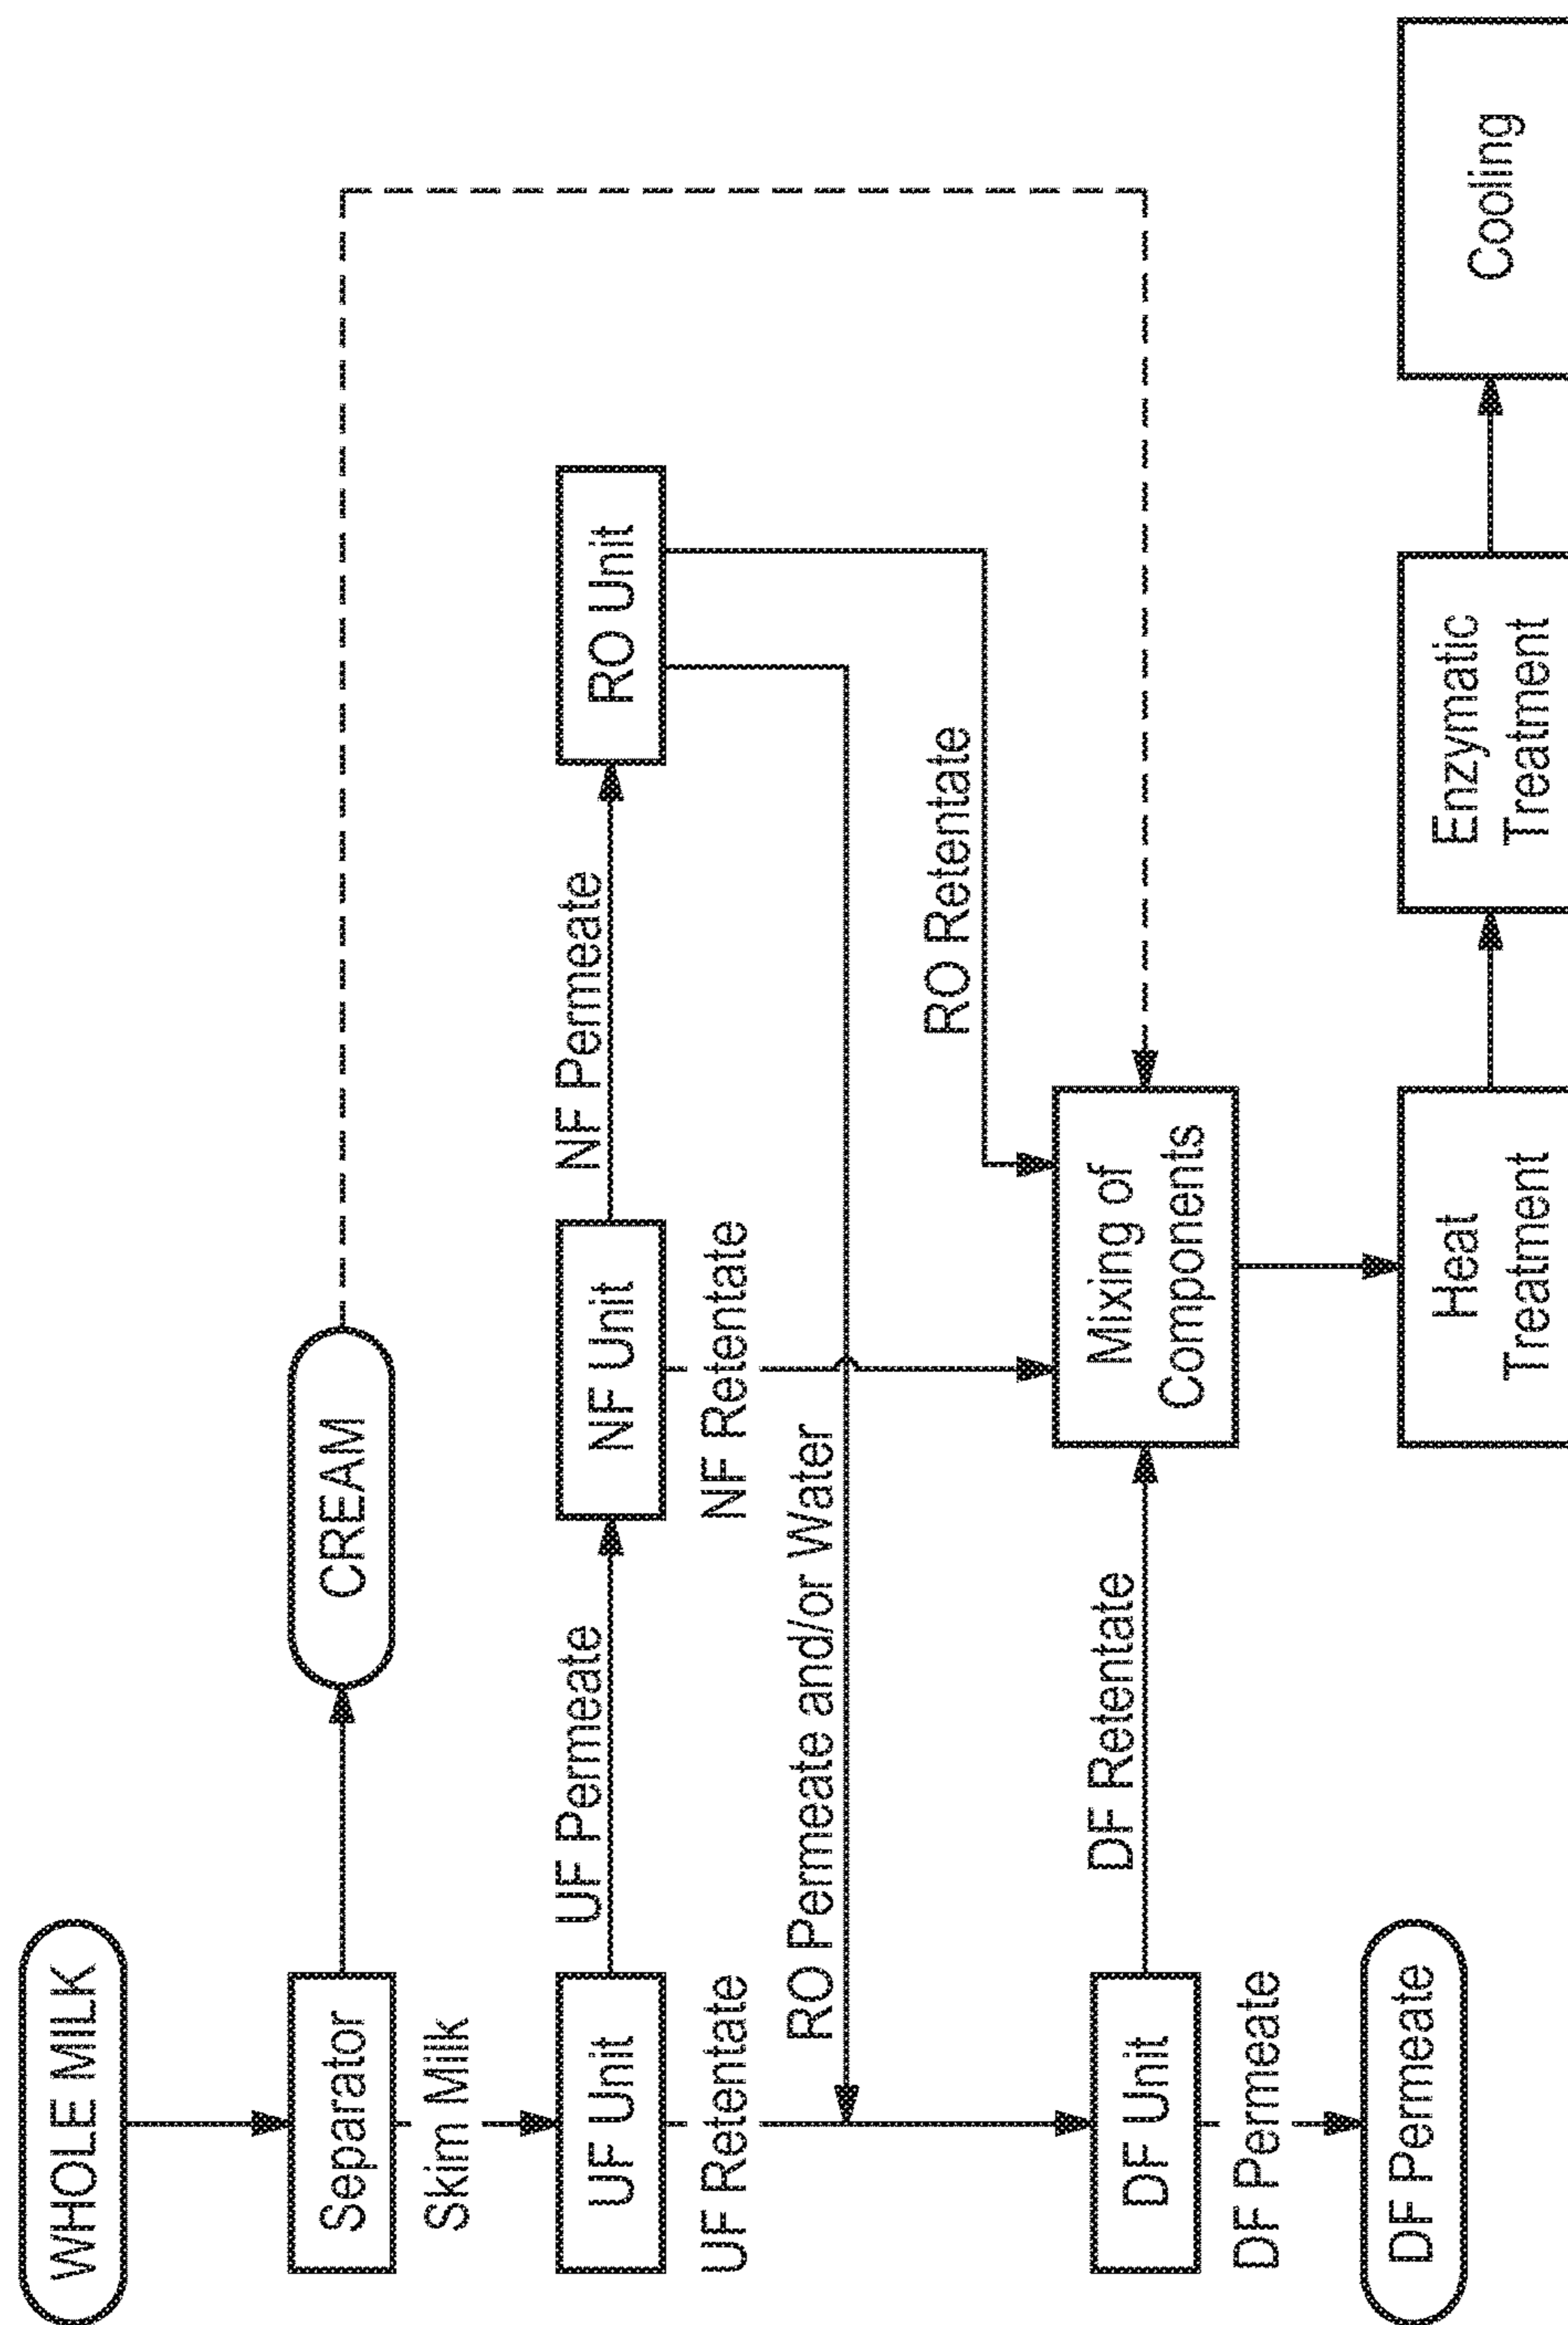 WHOLE MILK
Separator
CREAM
Skim Milk
UF Unit
UF Permeate
NF Unit
NF Permeate
RO Unit
UF Retentate
NF Retentate
RO Permeate and/or Water
RO Retentate
DF Unit
DF Retentate
Mixing of
Components
DF Permeate
DF Permeate
Heat
Treatment
Enzymatic
Treatment
Cooling